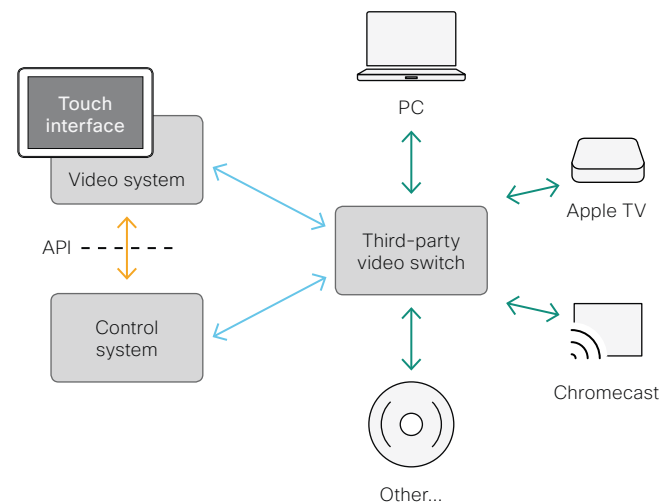 Touch
interface
Video system
API
Control
system
Third-party
video switch
PC
Apple TV
Chromecast
Other...